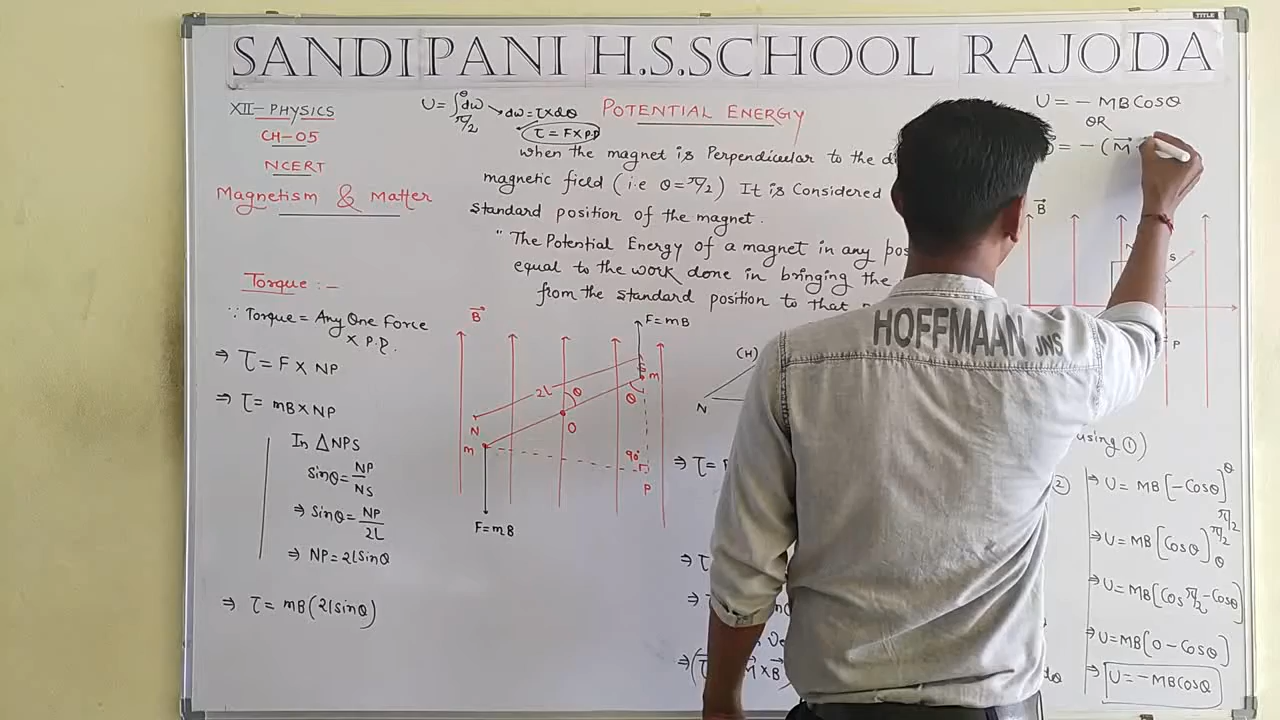 TITLE
SANDIPANI H.S.SCHOOL RAJODA
XII-PHYSICS
CH-05
NCERT
Magnetism & Matter
U = ∫π/2^θ dw → dw = τ×dθ
τ = F × P.D
POTENTIAL ENERGY
when the magnet is Perpendicular to the
magnetic field (i.e θ=π/2) It is Considered
standard position of the magnet.
"The Potential Energy of a magnet in any
equal to the work done in bringing the
from the standard position to that
U = - MB Cosθ
OR
= - (M⃗
B⃗
N
S
P
Torque :-
∵ Torque = Any One Force
× P.D.
⇒ τ = F × NP
⇒ τ = mB × NP
In △NPS
Sinθ = NP/NS
⇒ Sinθ = NP/2l
⇒ NP = 2l Sinθ
⇒ τ = mB(2l Sinθ)
B⃗
F = mB
2l
θ
m
θ
O
N
m
90°
P
F = mB
(H)
N
⇒ τ =
⇒ τ
⇒ τ
M⃗ × B⃗
using ①
②
⇒ U = MB [-Cosθ]π/2^θ
⇒ U = MB [Cosθ]θ^π/2
⇒ U = MB [Cos π/2 - Cosθ]
⇒ U = MB [0 - Cosθ]
⇒ U = -MB Cosθ
HOFFMAAN JNS